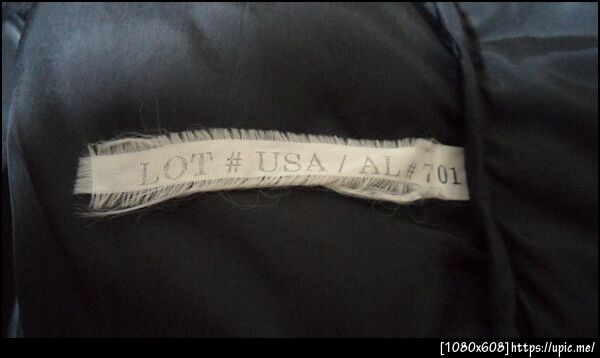 LOT # USA / AL # 701
[1080x608]https://upic.me/